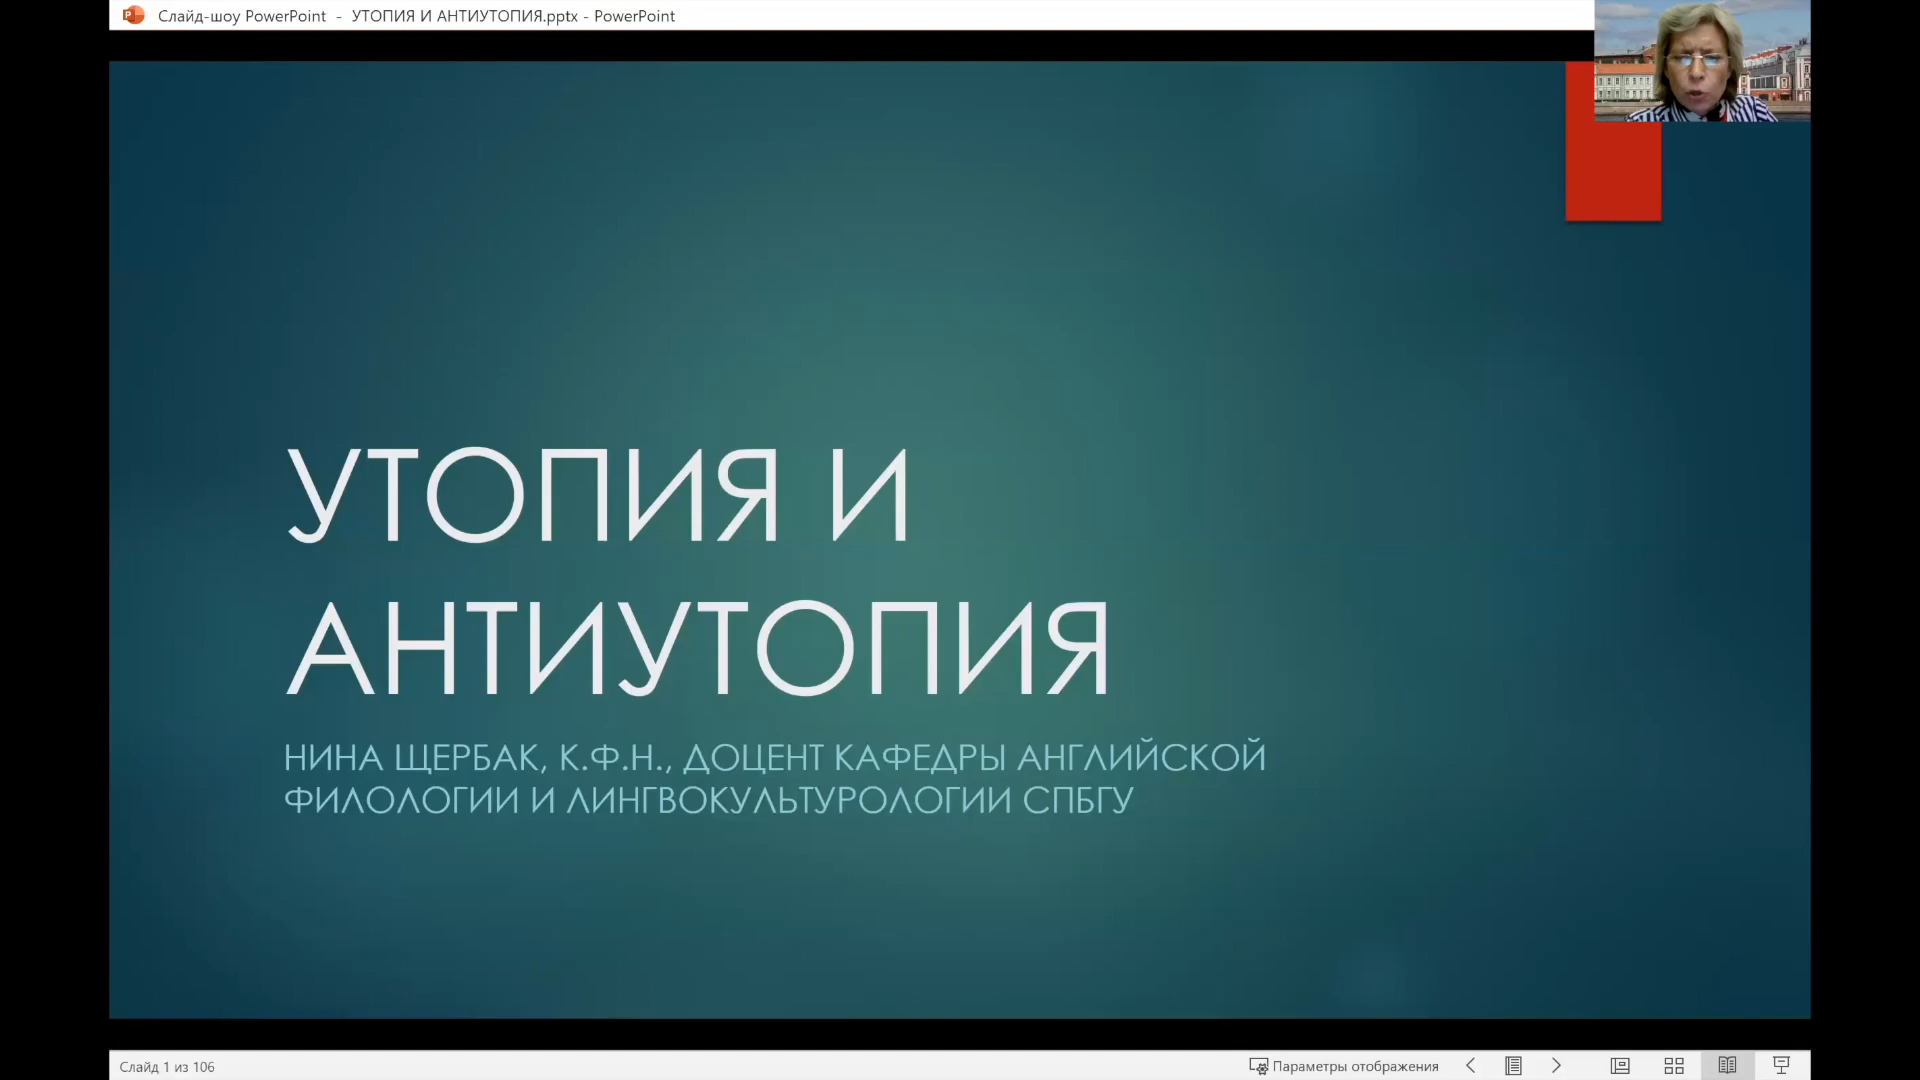 Слайд-шоу PowerPoint - УТОПИЯ И АНТИУТОПИЯ.pptx - PowerPoint
УТОПИЯ И
АНТИУТОПИЯ
НИНА ЩЕРБАК, К.Ф.Н., ДОЦЕНТ КАФЕДРЫ АНГЛИЙСКОЙ
ФИЛОЛОГИИ И ЛИНГВОКУЛЬТУРОЛОГИИ СПБГУ
Слайд 1 из 106
Параметры отображения